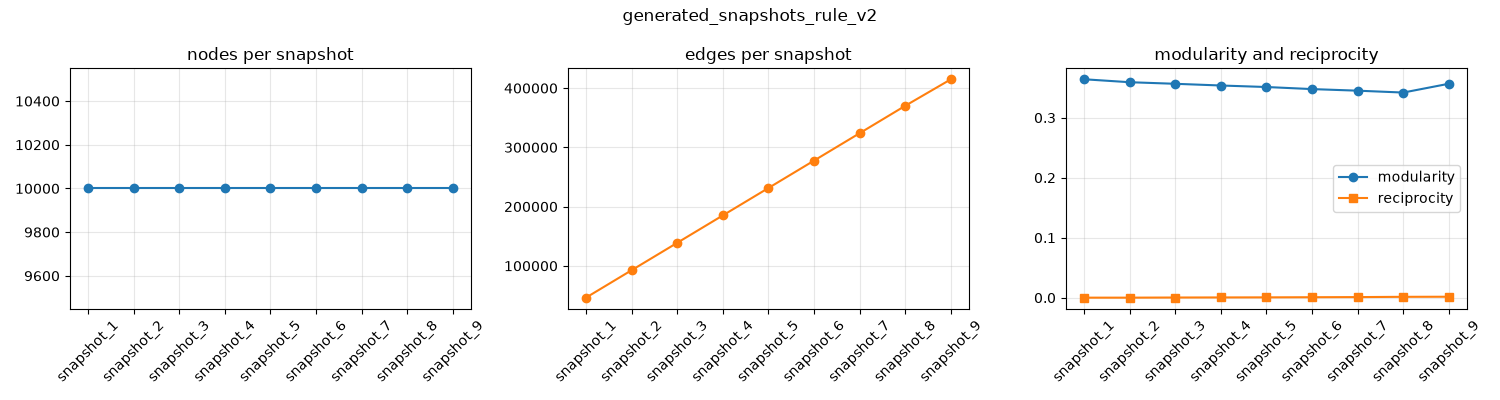 generated_snapshots_rule_v2
nodes per snapshot
10400
10200
10000
9800
9600
snapshot_1
snapshot_2
snapshot_3
snapshot_4
snapshot_5
snapshot_6
snapshot_7
snapshot_8
snapshot_9
edges per snapshot
400000
300000
200000
100000
snapshot_1
snapshot_2
snapshot_3
snapshot_4
snapshot_5
snapshot_6
snapshot_7
snapshot_8
snapshot_9
modularity and reciprocity
0.3
0.2
0.1
0.0
modularity
reciprocity
snapshot_1
snapshot_2
snapshot_3
snapshot_4
snapshot_5
snapshot_6
snapshot_7
snapshot_8
snapshot_9